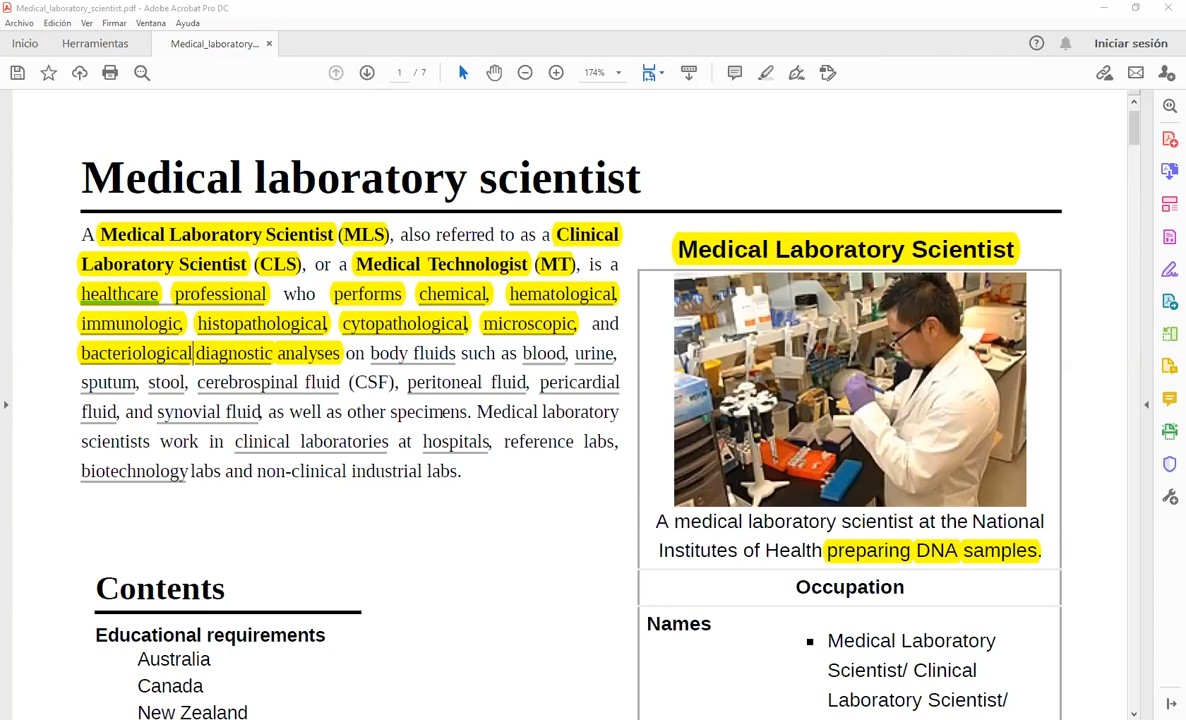 Medical_laboratory_scientist.pdf - Adobe Acrobat Pro DC
Archivo Edición Ver Firmar Ventana Ayuda
Inicio Herramientas Medical_laboratory... × Iniciar sesión
1 / 7 174%
Medical laboratory scientist
A Medical Laboratory Scientist (MLS), also referred to as a Clinical
Laboratory Scientist (CLS), or a Medical Technologist (MT), is a
healthcare professional who performs chemical, hematological,
immunologic, histopathological, cytopathological, microscopic, and
bacteriological diagnostic analyses on body fluids such as blood, urine,
sputum, stool, cerebrospinal fluid (CSF), peritoneal fluid, pericardial
fluid, and synovial fluid, as well as other specimens. Medical laboratory
scientists work in clinical laboratories at hospitals, reference labs,
biotechnology labs and non-clinical industrial labs.
Contents
Educational requirements
Australia
Canada
New Zealand
Medical Laboratory Scientist
A medical laboratory scientist at the National
Institutes of Health preparing DNA samples.
Occupation
Names
▪ Medical Laboratory
Scientist/ Clinical
Laboratory Scientist/